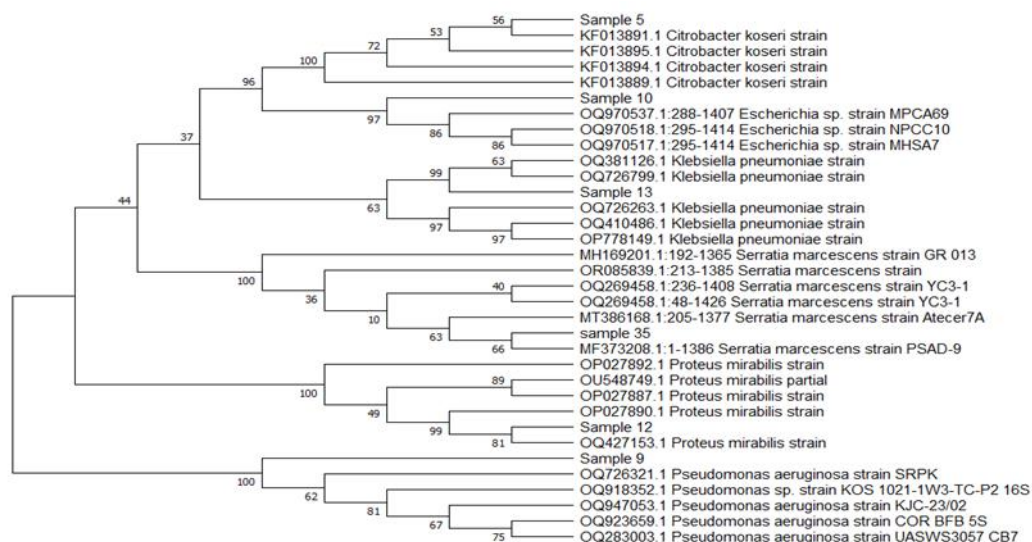 Sample 5
KF013891.1 Citrobacter koseri strain
KF013895.1 Citrobacter koseri strain
KF013894.1 Citrobacter koseri strain
KF013889.1 Citrobacter koseri strain
Sample 10
OQ970537.1:288-1407 Escherichia sp. strain MPCA69
OQ970518.1:295-1414 Escherichia sp. strain NPCC10
OQ970517.1:295-1414 Escherichia sp. strain MHSA7
OQ381126.1 Klebsiella pneumoniae strain
OQ726799.1 Klebsiella pneumoniae strain
Sample 13
OQ726263.1 Klebsiella pneumoniae strain
OQ410486.1 Klebsiella pneumoniae strain
OP778149.1 Klebsiella pneumoniae strain
MH169201.1:192-1365 Serratia marcescens strain GR 013
OR085839.1:213-1385 Serratia marcescens strain
OQ269458.1:236-1408 Serratia marcescens strain YC3-1
OQ269458.1:48-1426 Serratia marcescens strain YC3-1
MT386168.1:205-1377 Serratia marcescens strain Atecer7A
sample 35
MF373208.1:1-1386 Serratia marcescens strain PSAD-9
OP027892.1 Proteus mirabilis strain
OU548749.1 Proteus mirabilis partial
OP027887.1 Proteus mirabilis strain
OP027890.1 Proteus mirabilis strain
Sample 12
OQ427153.1 Proteus mirabilis strain
Sample 9
OQ726321.1 Pseudomonas aeruginosa strain SRPK
OQ918352.1 Pseudomonas sp. strain KOS 1021-1W3-TC-P2 16S
OQ947053.1 Pseudomonas aeruginosa strain KJC-23/02
OQ923659.1 Pseudomonas aeruginosa strain COR BFB 5S
OQ283003.1 Pseudomonas aeruginosa strain UASWS3057 CB7
56
53
72
100
96
97
86
86
37
63
99
63
97
97
44
100
36
40
10
63
66
100
89
49
99
81
100
62
81
67
75